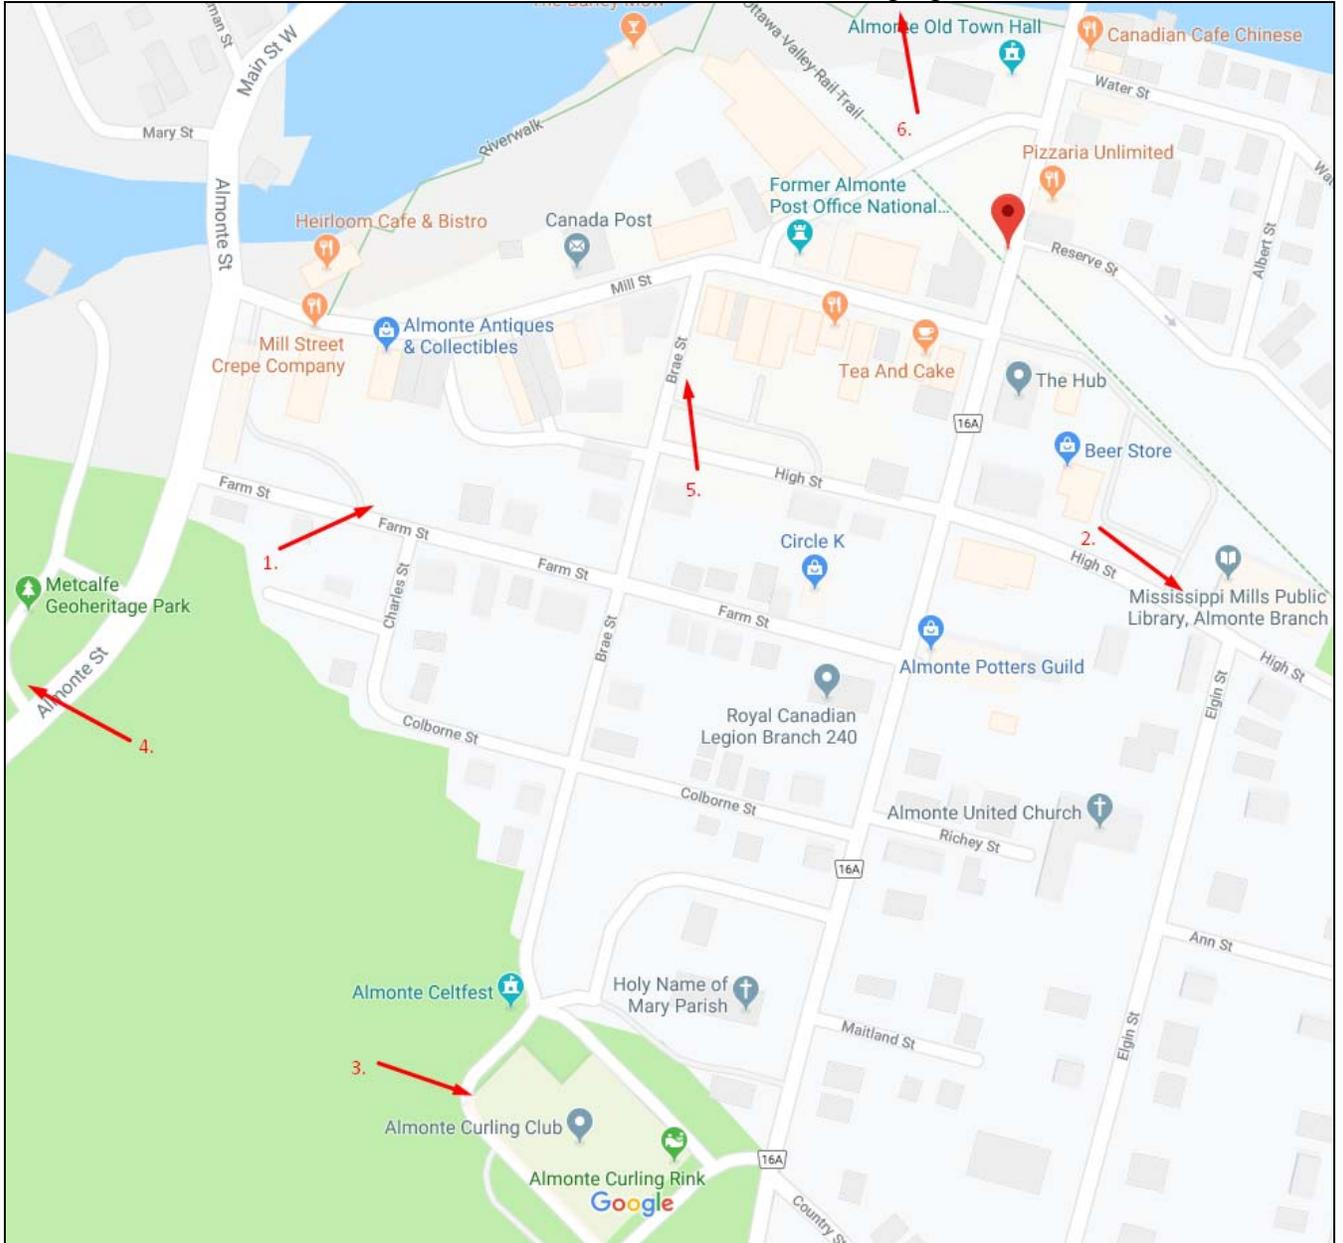 The Barley Mow
Almonte Old Town Hall
Canadian Cafe Chinese
Main St W
Ottawa Valley-Rail-Trail
Water St
6.
Mary St
Riverwalk
Pizzaria Unlimited
Former Almonte
Post Office National...
Almonte St
Heirloom Cafe & Bistro
Canada Post
Reserve St
Albert St
Mill St
Mill Street
Crepe Company
Almonte Antiques
& Collectibles
Brae St
Tea And Cake
The Hub
16A
Beer Store
5.
High St
Farm St
1.
Farm St
Circle K
2.
High St
Farm St
Metcalfe
Geoheritage Park
Charles St
Mississippi Mills Public
Library, Almonte Branch
Farm St
Brae St
Almonte Potters Guild
High St
Almonte St
4.
Elgin St
Royal Canadian
Legion Branch 240
Colborne St
Colborne St
Almonte United Church
Richey St
16A
Ann St
Almonte Celtfest
Holy Name of
Mary Parish
Maitland St
Elgin St
3.
Almonte Curling Club
16A
Almonte Curling Rink
Google
Country St